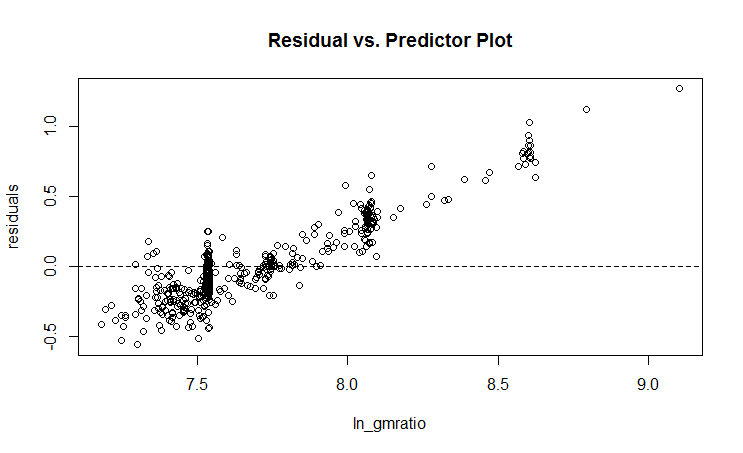 Residual vs. Predictor Plot
residuals
1.0
0.5
0.0
-0.5
7.5 8.0 8.5 9.0
ln_gmratio